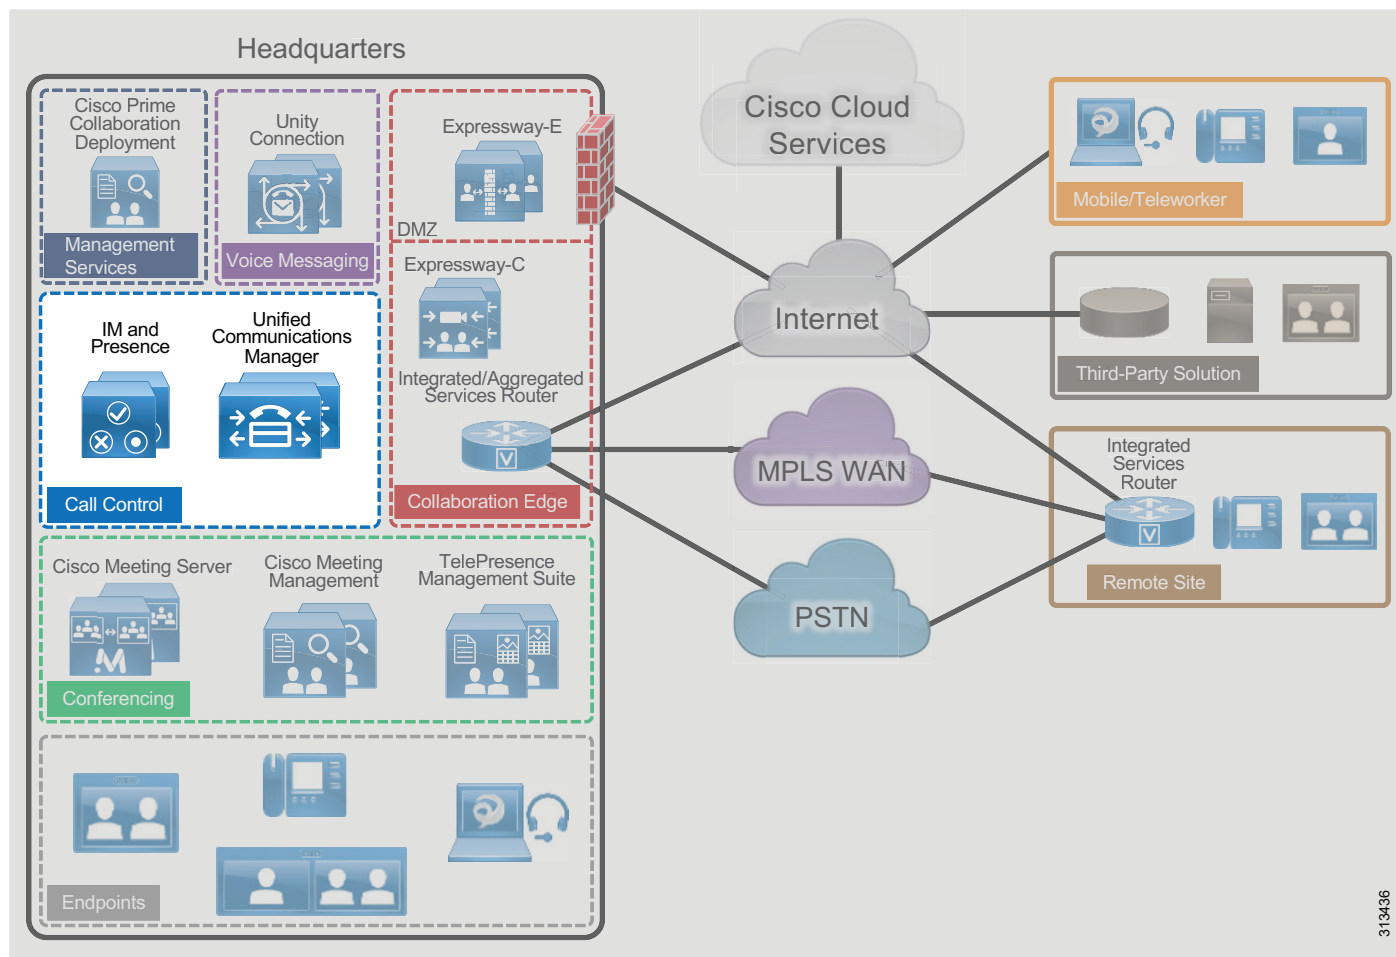 Headquarters
Cisco Prime
Collaboration
Deployment
Management
Services
Unity
Connection
Voice Messaging
Expressway-E
DMZ
Expressway-C
Integrated/Aggregated
Services Router
V
Collaboration Edge
IM and
Presence
Unified
Communications
Manager
Call Control
Cisco Meeting Server
Cisco Meeting
Management
TelePresence
Management Suite
Conferencing
Endpoints
Cisco Cloud
Services
Internet
MPLS WAN
PSTN
Mobile/Teleworker
Third-Party Solution
Integrated
Services
Router
V
Remote Site
313436